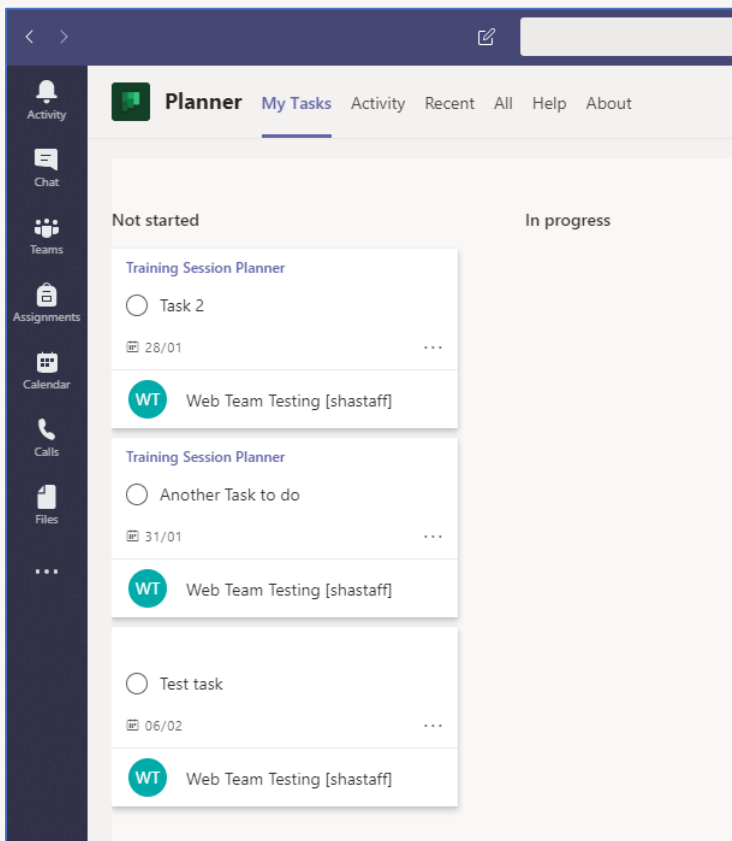 Planner My Tasks Activity Recent All Help About
Activity
Chat
Teams
Assignments
Calendar
Calls
Files
Not started
Training Session Planner
Task 2
28/01
WT Web Team Testing [shastaff]
Training Session Planner
Another Task to do
31/01
WT Web Team Testing [shastaff]
Test task
06/02
WT Web Team Testing [shastaff]
In progress